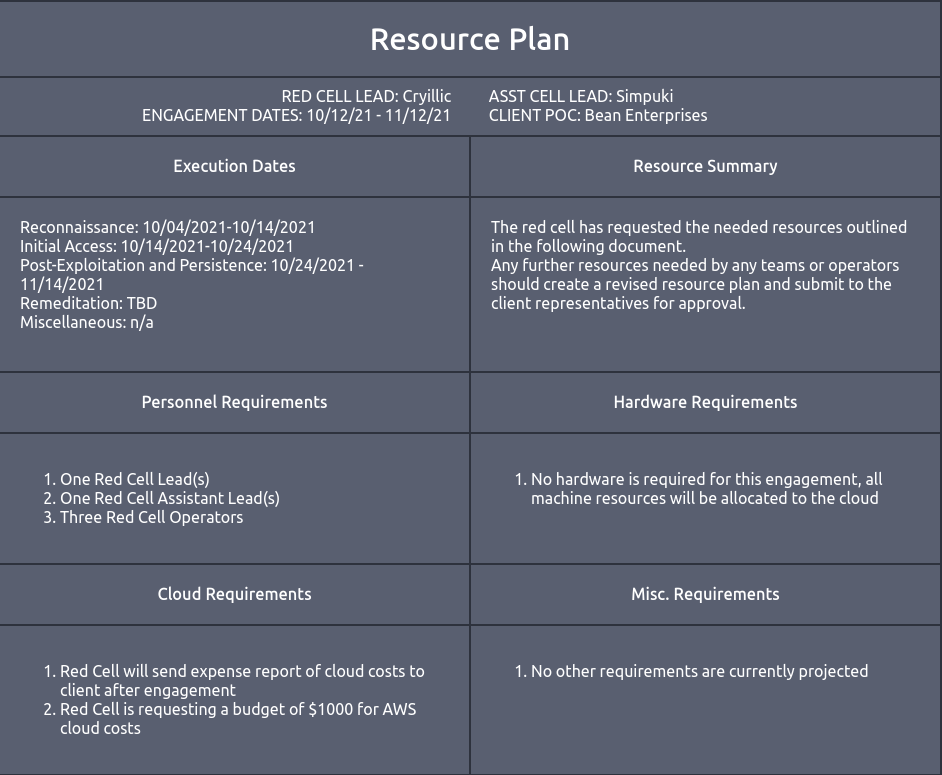 Resource Plan
RED CELL LEAD: Cryillic
ENGAGEMENT DATES: 10/12/21 - 11/12/21
ASST CELL LEAD: Simpuki
CLIENT POC: Bean Enterprises
Execution Dates
Reconnaissance: 10/04/2021-10/14/2021
Initial Access: 10/14/2021-10/24/2021
Post-Exploitation and Persistence: 10/24/2021 -
11/14/2021
Remeditation: TBD
Miscellaneous: n/a
Resource Summary
The red cell has requested the needed resources outlined
in the following document.
Any further resources needed by any teams or operators
should create a revised resource plan and submit to the
client representatives for approval.
Personnel Requirements
1. One Red Cell Lead(s)
2. One Red Cell Assistant Lead(s)
3. Three Red Cell Operators
Hardware Requirements
1. No hardware is required for this engagement, all
machine resources will be allocated to the cloud
Cloud Requirements
1. Red Cell will send expense report of cloud costs to
client after engagement
2. Red Cell is requesting a budget of $1000 for AWS
cloud costs
Misc. Requirements
1. No other requirements are currently projected